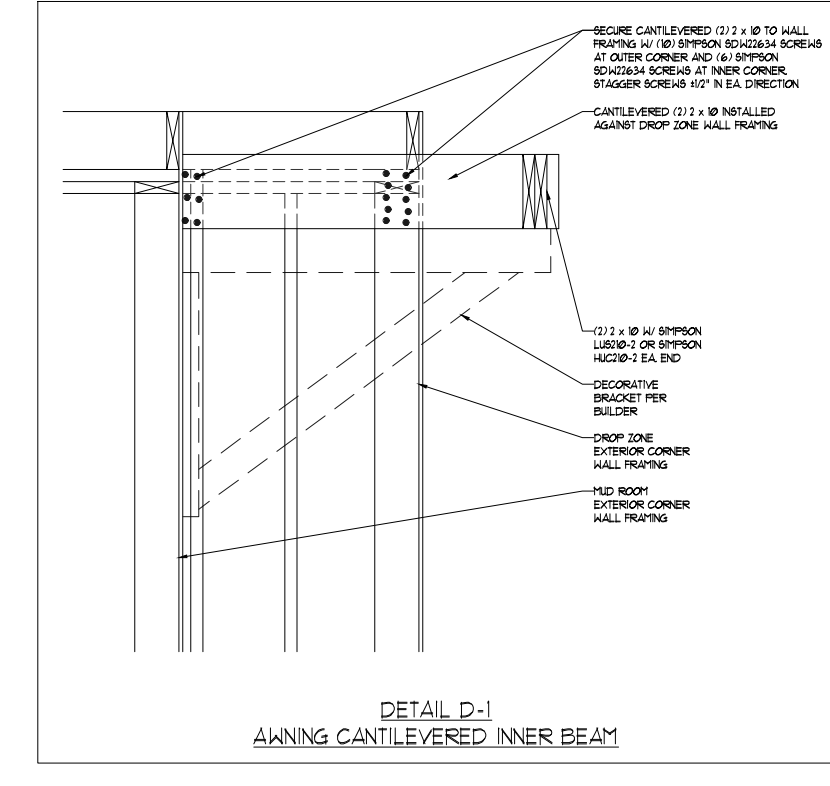 SECURE CANTILEVERED (2) 2 x 10 TO WALL
FRAMING W/ (10) SIMPSON SDW22634 SCREWS
AT OUTER CORNER AND (6) SIMPSON
SDW22634 SCREWS AT INNER CORNER.
STAGGER SCREWS ±1/2" IN EA. DIRECTION
CANTILEVERED (2) 2 x 10 INSTALLED
AGAINST DROP ZONE WALL FRAMING
(2) 2 x 10 W/ SIMPSON
LUS210-2 OR SIMPSON
HUC210-2 EA. END
DECORATIVE
BRACKET PER
BUILDER
DROP ZONE
EXTERIOR CORNER
WALL FRAMING
MUD ROOM
EXTERIOR CORNER
WALL FRAMING
DETAIL D-1
AWNING CANTILEVERED INNER BEAM